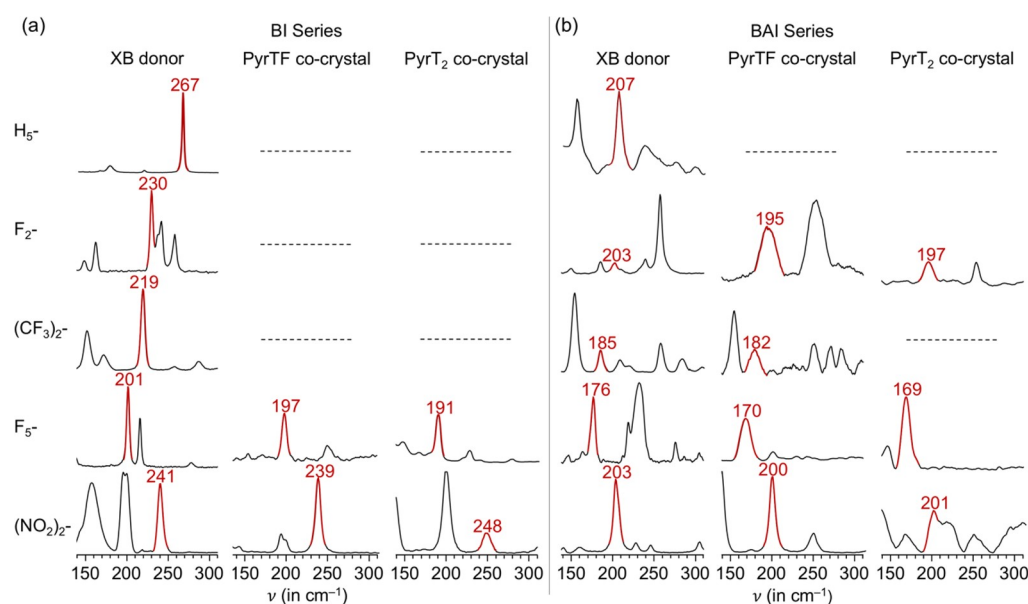 (a) BI Series
(b) BAI Series
XB donor PyrTF co-crystal PyrT₂ co-crystal
XB donor PyrTF co-crystal PyrT₂ co-crystal
H₅-
267
207
F₂-
230
203
195
197
(CF₃)₂-
219
185
182
F₅-
201
197
191
176
170
169
(NO₂)₂-
241
239
248
203
200
201
150 200 250 300
150 200 250 300
150 200 250 300
150 200 250 300
150 200 250 300
150 200 250 300
ν (in cm⁻¹)
ν (in cm⁻¹)